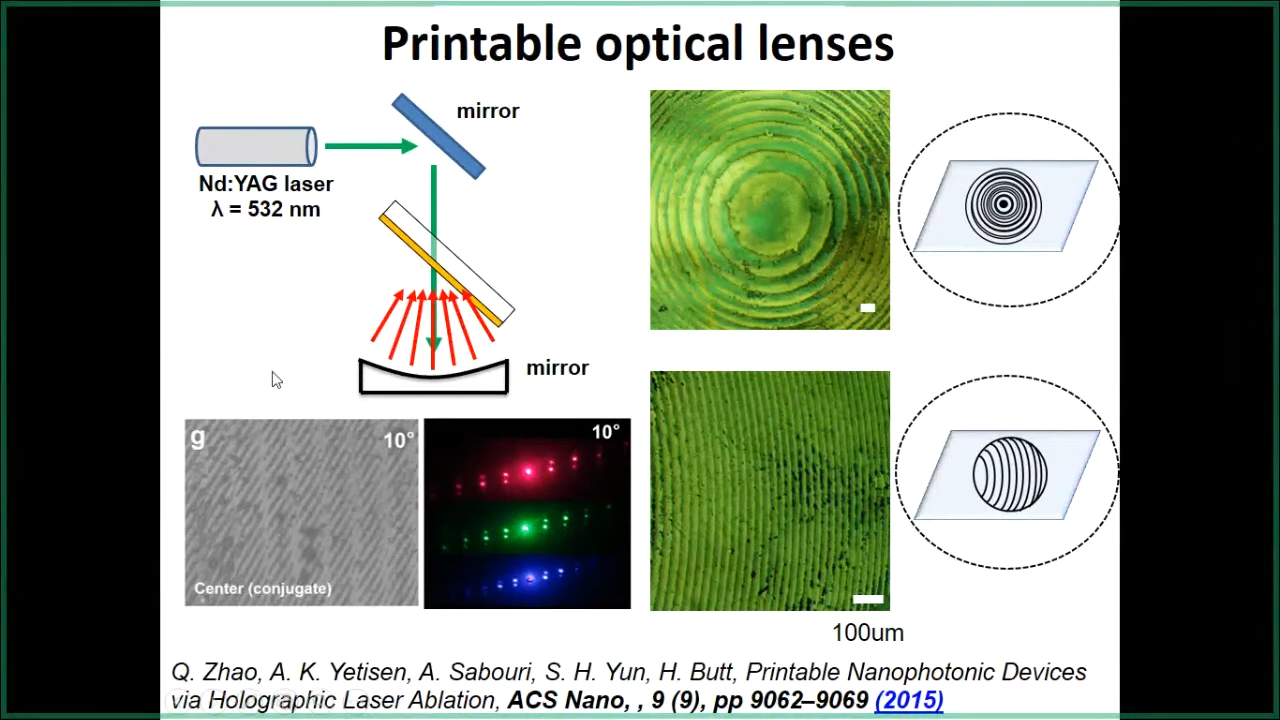 Printable optical lenses
mirror
Nd:YAG laser
λ = 532 nm
mirror
g
10°
Center (conjugate)
10°
100um
Q. Zhao, A. K. Yetisen, A. Sabouri, S. H. Yun, H. Butt, Printable Nanophotonic Devices
via Holographic Laser Ablation, ACS Nano, , 9 (9), pp 9062–9069 (2015)